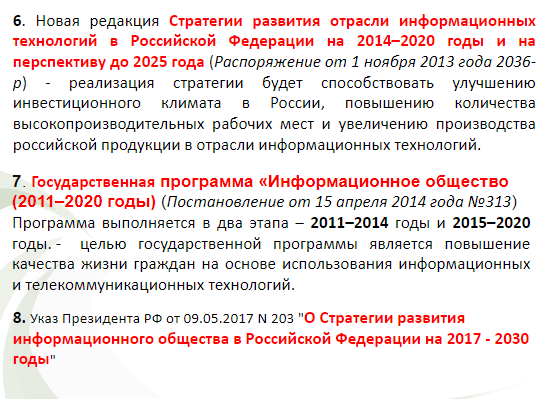 6. Новая редакция Стратегии развития отрасли информационных
технологий в Российской Федерации на 2014–2020 годы и на
перспективу до 2025 года (Распоряжение от 1 ноября 2013 года 2036-
р) - реализация стратегии будет способствовать улучшению
инвестиционного климата в России, повышению количества
высокопроизводительных рабочих мест и увеличению производства
российской продукции в отрасли информационных технологий.
7. Государственная программа «Информационное общество
(2011–2020 годы) (Постановление от 15 апреля 2014 года №313)
Программа выполняется в два этапа – 2011–2014 годы и 2015–2020
годы. - целью государственной программы является повышение
качества жизни граждан на основе использования информационных
и телекоммуникационных технологий.
8. Указ Президента РФ от 09.05.2017 N 203 "О Стратегии развития
информационного общества в Российской Федерации на 2017 - 2030
годы"